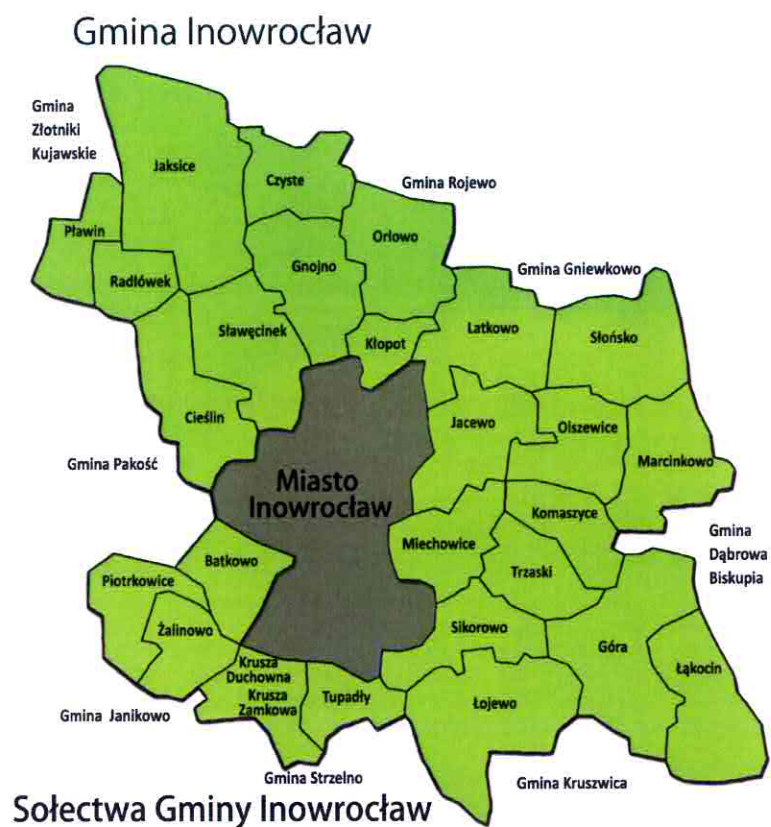 Gmina Inowrocław
Gmina
Złotniki
Kujawskie
Jaksice
Czyste
Gmina Rojewo
Pławin
Orłowo
Radłówek
Gnojno
Gmina Gniewkowo
Sławęcinek
Kłopot
Latkowo
Słońsko
Cieślin
Jacewo
Olszewice
Marcinkowo
Gmina Pakość
Miasto
Inowrocław
Komaszyce
Gmina
Dąbrowa
Biskupia
Miechowice
Batkowo
Trzaski
Piotrkowice
Żalinowo
Sikorowo
Góra
Łąkocin
Krusza
Duchowna
Krusza
Zamkowa
Tupadły
Łojewo
Gmina Janikowo
Gmina Strzelno
Gmina Kruszwica
Sołectwa Gminy Inowrocław